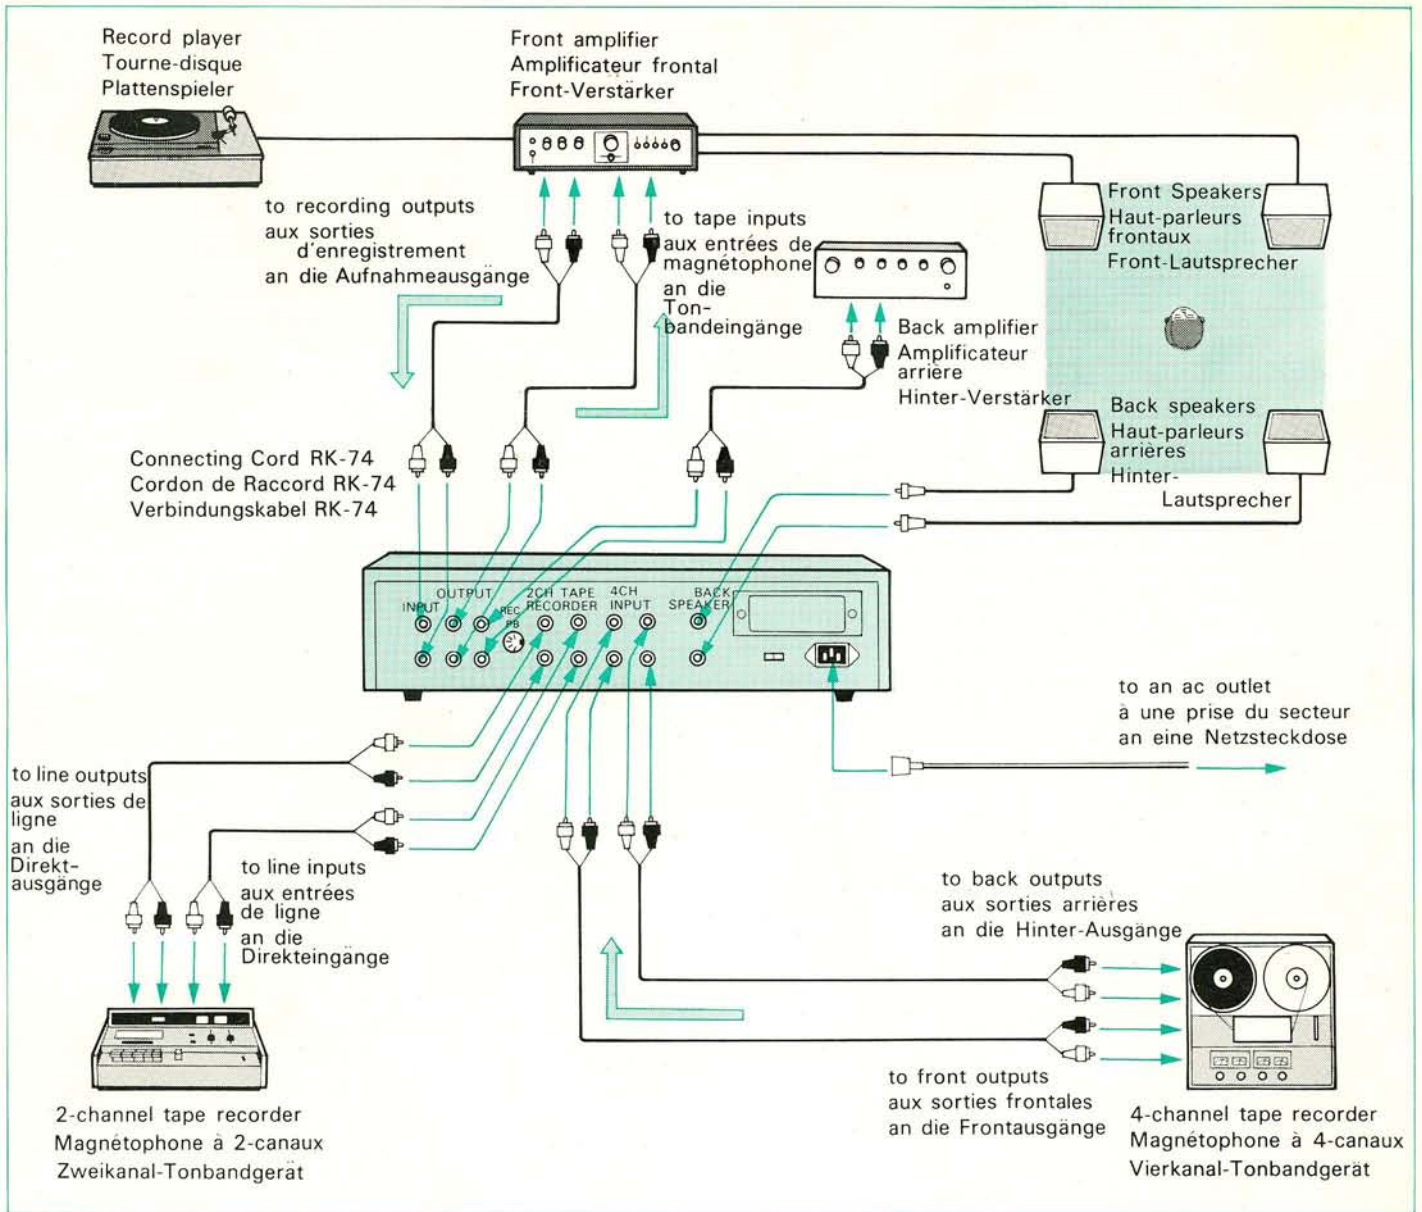 Record player
Tourne-disque
Plattenspieler
Front amplifier
Amplificateur frontal
Front-Verstärker
to recording outputs
aux sorties
d'enregistrement
an die Aufnahmeausgänge
to tape inputs
aux entrées de
magnétophone
an die
Ton-
bandeingänge
Front Speakers
Haut-parleurs
frontaux
Front-Lautsprecher
Back amplifier
Amplificateur
arrière
Hinter-Verstärker
Back speakers
Haut-parleurs
arrières
Hinter-
Lautsprecher
Connecting Cord RK-74
Cordon de Raccord RK-74
Verbindungskabel RK-74
INPUT
OUTPUT
REC
PB
2CH TAPE
RECORDER
4CH
INPUT
BACK
SPEAKER
to an ac outlet
à une prise du secteur
an eine Netzsteckdose
to line outputs
aux sorties de
ligne
an die
Direkt-
ausgänge
to line inputs
aux entrées
de ligne
an die
Direkteingänge
to back outputs
aux sorties arrières
an die Hinter-Ausgänge
to front outputs
aux sorties frontales
an die Frontausgänge
2-channel tape recorder
Magnétophone à 2-canaux
Zweikanal-Tonbandgerät
4-channel tape recorder
Magnétophone à 4-canaux
Vierkanal-Tonbandgerät